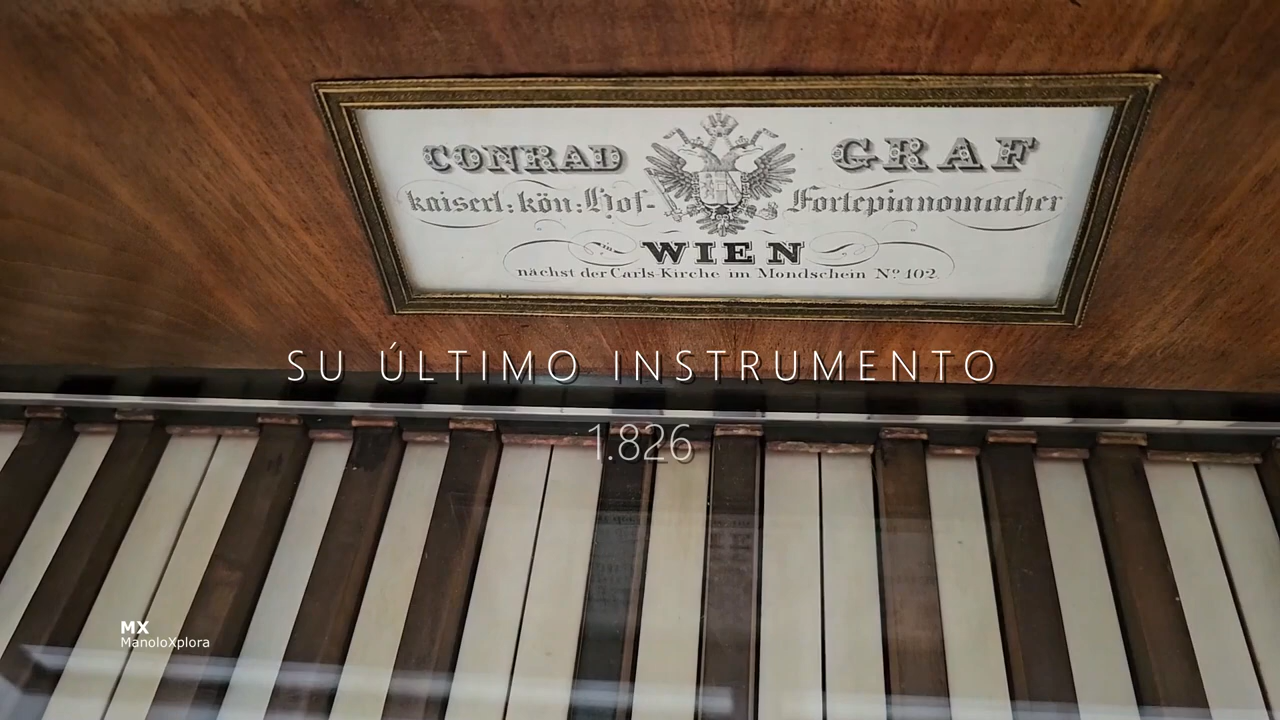 CONRAD GRAF
kaiserl: kön: Hof- Fortepianomacher
in WIEN
nächst der Carls-Kirche im Mondschein Nº 102.
SU ÚLTIMO INSTRUMENTO
1.826
MX
ManoloXplora